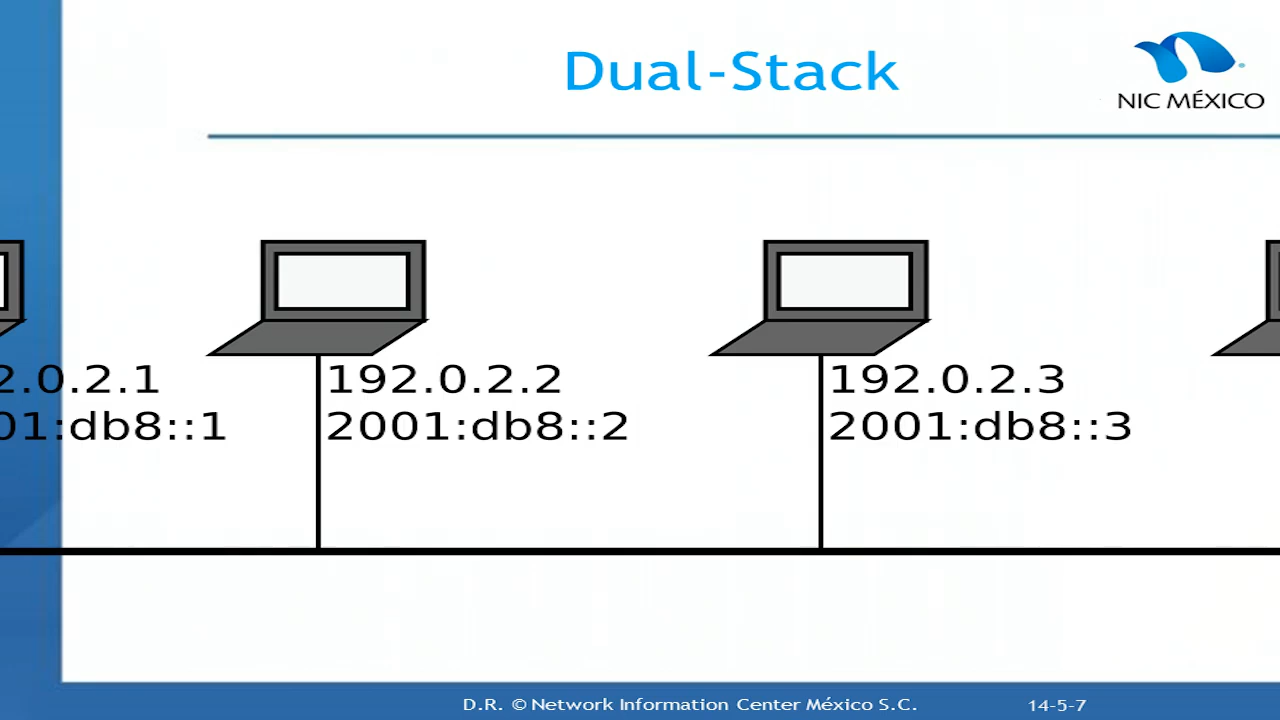 Dual-Stack
NIC MÉXICO
2.0.2.1
01:db8::1
192.0.2.2
2001:db8::2
192.0.2.3
2001:db8::3
D.R. © Network Information Center México S.C.
14-5-7